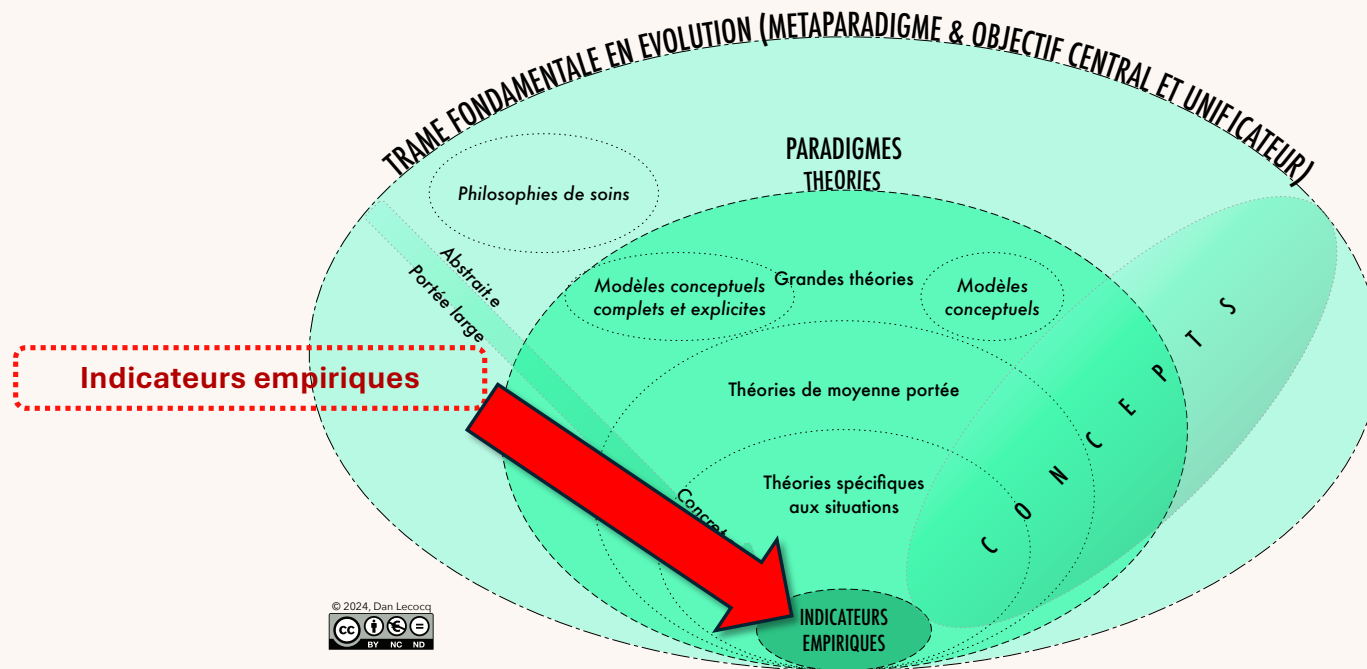 TRAME FONDAMENTALE EN EVOLUTION (METAPARADIGME & OBJECTIF CENTRAL ET UNIFICATEUR)
PARADIGMES
THEORIES
Philosophies de soins
Abstrait.e
Portée large
Modèles conceptuels
complets et explicites
Grandes théories
Modèles
conceptuels
Indicateurs empiriques
Théories de moyenne portée
CONCEPTS
Théories spécifiques
aux situations
INDICATEURS
EMPIRIQUES
© 2024, Dan Lecocq
CC
BY NC ND